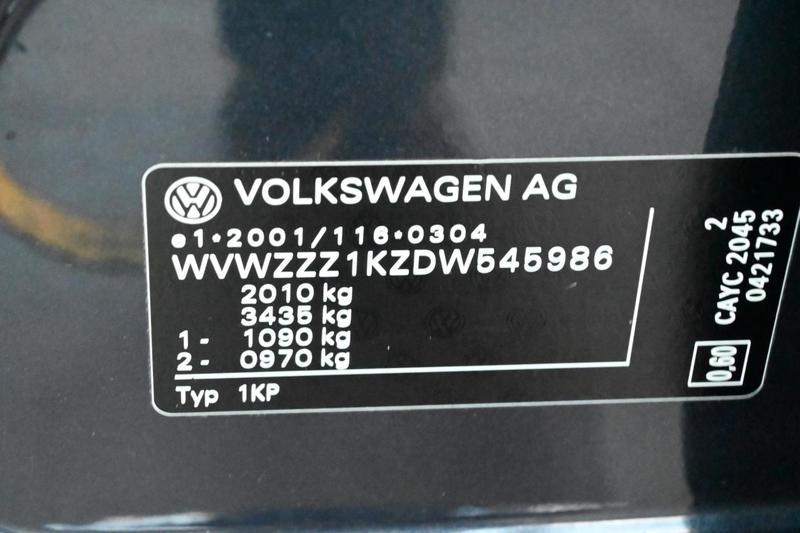 VOLKSWAGEN AG
e1*2001/116*0304
WVWZZZ1KZDW545986
2010 kg
3435 kg
1- 1090 kg
2- 0970 kg
Typ 1KP
2
CAYC 2045
0421733
0,60